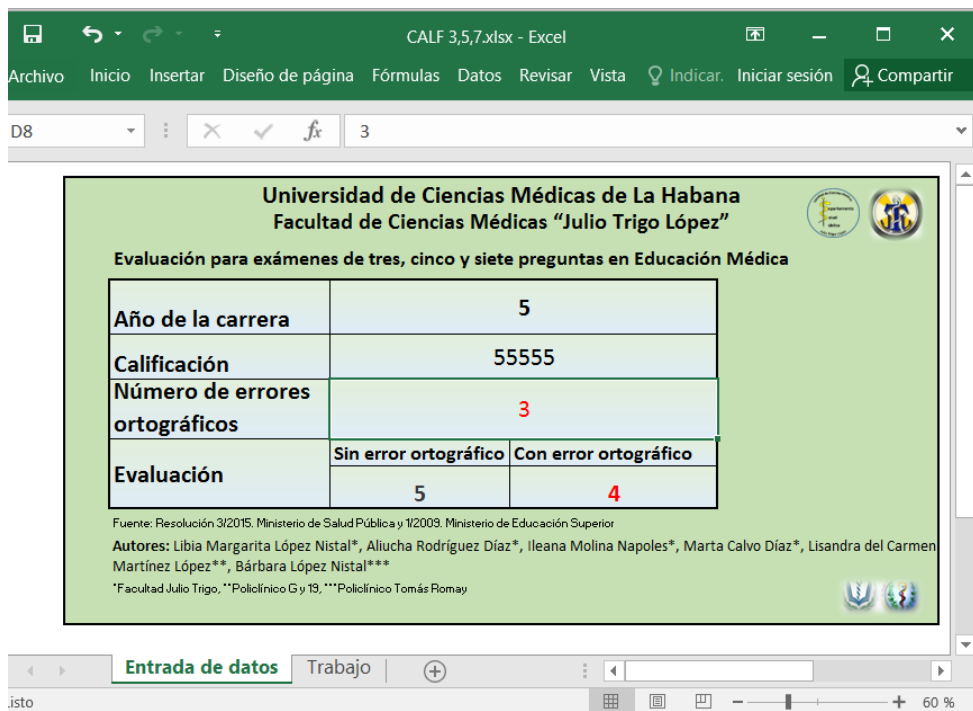 CALF 3,5,7.xlsx - Excel
Archivo Inicio Insertar Diseño de página Fórmulas Datos Revisar Vista Indicar. Iniciar sesión Compartir
D8 fx 3
Universidad de Ciencias Médicas de La Habana
Facultad de Ciencias Médicas “Julio Trigo López”
Evaluación para exámenes de tres, cinco y siete preguntas en Educación Médica
Año de la carrera 5
Calificación 55555
Número de errores
ortográficos 3
Evaluación
Sin error ortográfico Con error ortográfico
5 4
Fuente: Resolución 3/2015. Ministerio de Salud Pública y 1/2009. Ministerio de Educación Superior
Autores: Libia Margarita López Nistal*, Aliucha Rodríguez Díaz*, Ileana Molina Napoles*, Marta Calvo Díaz*, Lisandra del Carmen
Martínez López**, Bárbara López Nistal***
*Facultad Julio Trigo, **Policlínico G y 19, ***Policlínico Tomás Romay
Entrada de datos Trabajo
.isto 60 %